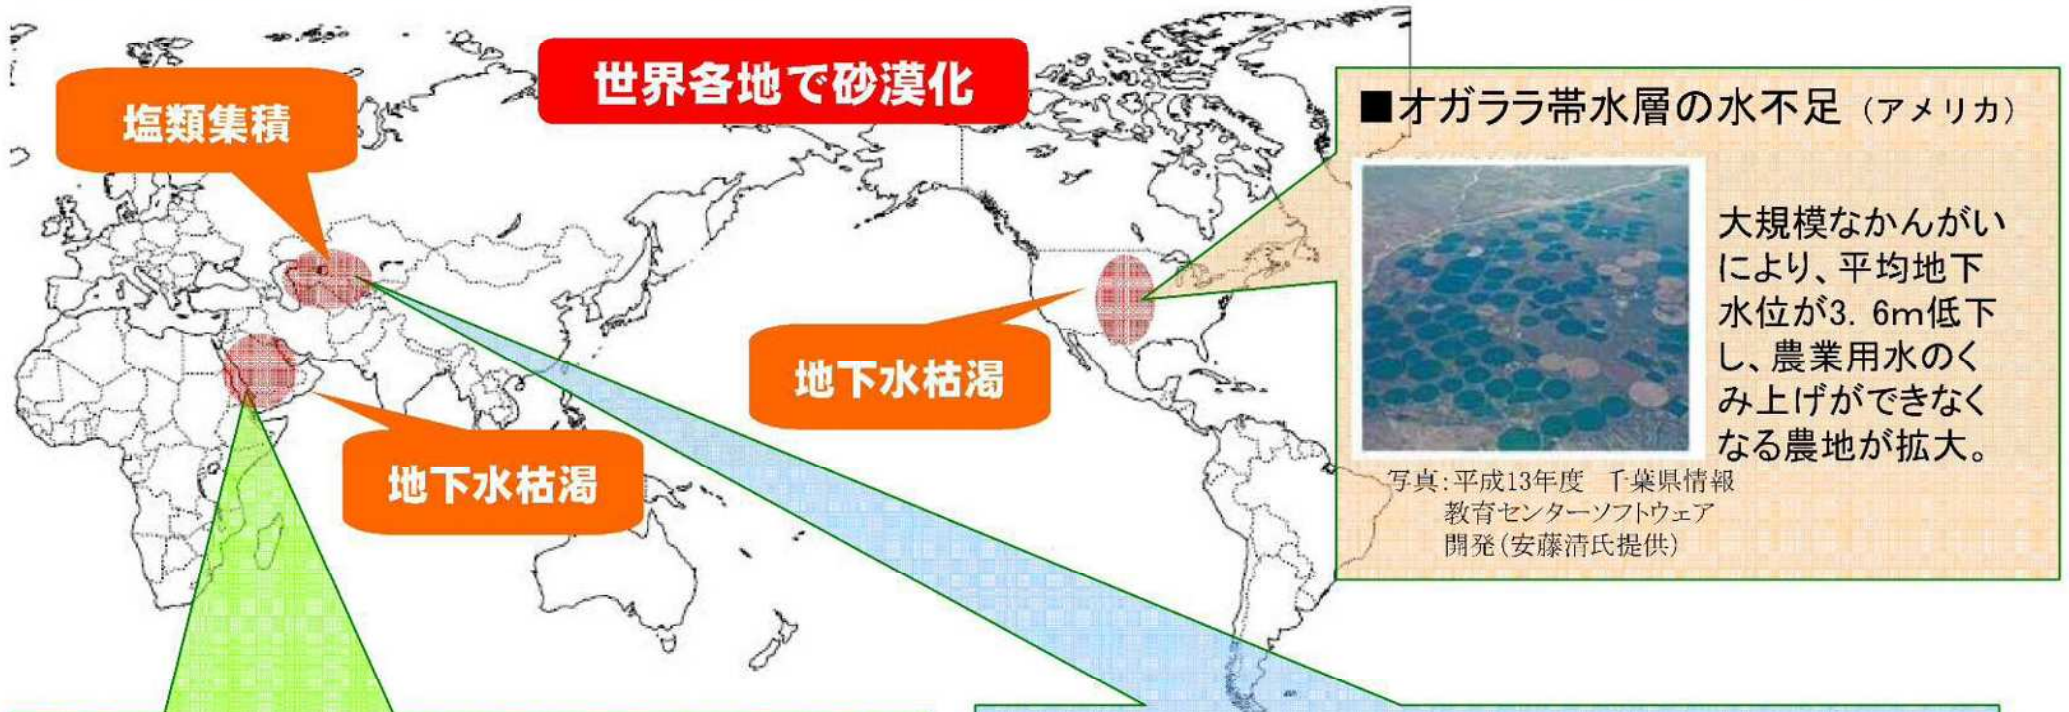 世界各地で砂漠化
塩類集積
地下水枯渇
地下水枯渇
■オガララ帯水層の水不足（アメリカ）
大規模なかんがい
により、平均地下
水位が3.6m低下
し、農業用水のく
み上げができなく
なる農地が拡大。
写真：平成13年度　千葉県情報
教育センターソフトウェア
開発（安藤清氏提供）